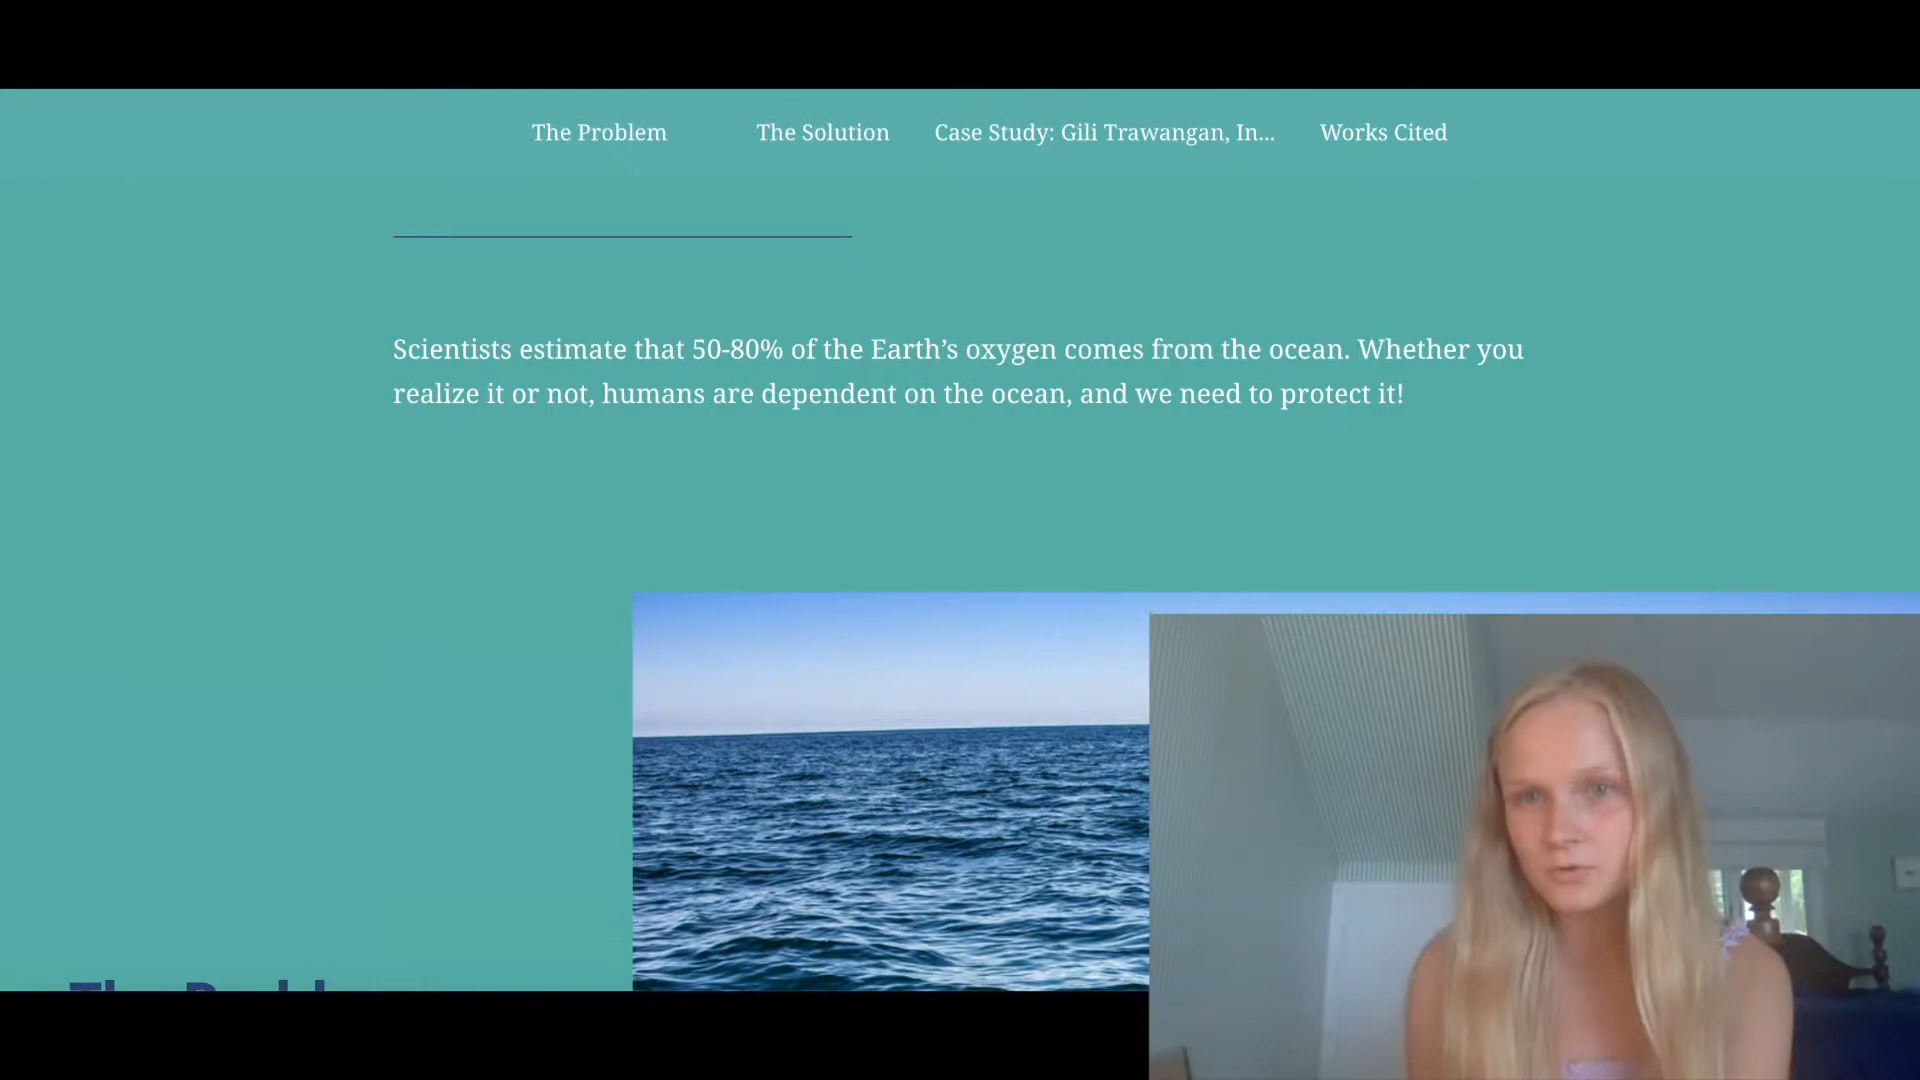 The Problem The Solution Case Study: Gili Trawangan, In... Works Cited
Scientists estimate that 50-80% of the Earth’s oxygen comes from the ocean. Whether you
realize it or not, humans are dependent on the ocean, and we need to protect it!